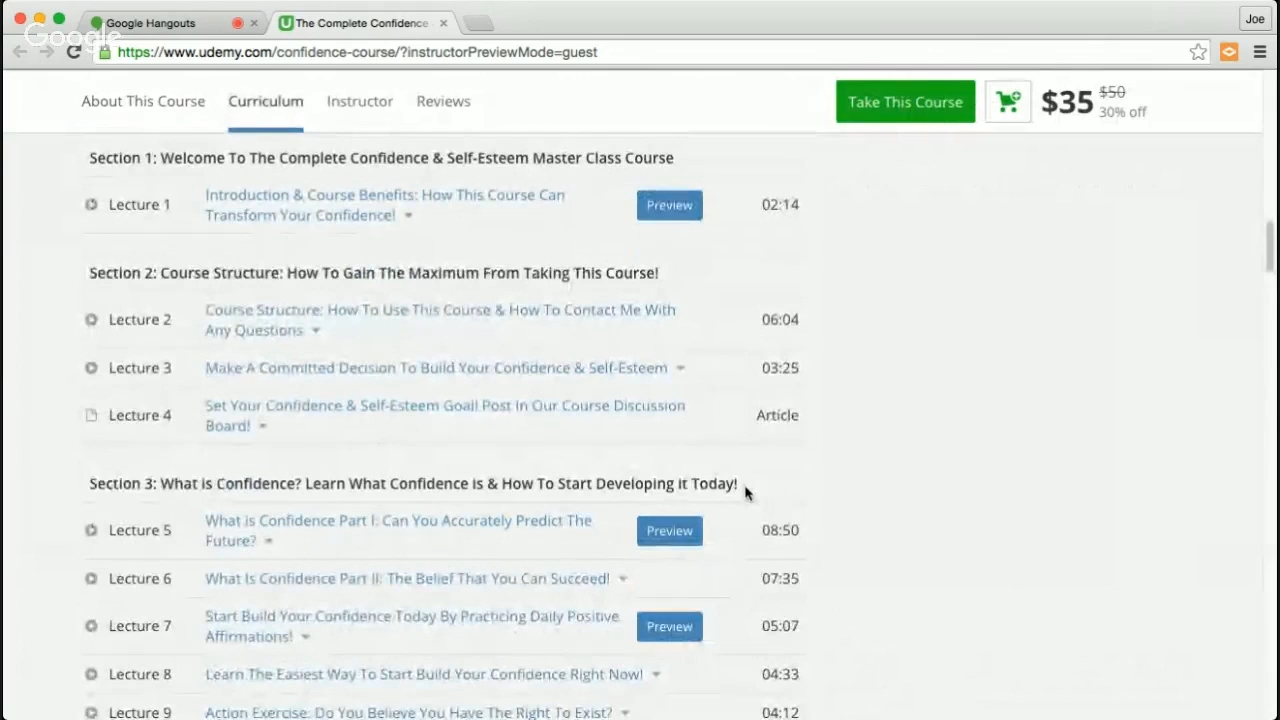 Google Hangouts
The Complete Confidence
Joe
Google
https://www.udemy.com/confidence-course/?instructorPreviewMode=guest
About This Course
Curriculum
Instructor
Reviews
Take This Course
$35
$50
30% off
Section 1: Welcome To The Complete Confidence & Self-Esteem Master Class Course
Lecture 1
Introduction & Course Benefits: How This Course Can
Transform Your Confidence!
Preview
02:14
Section 2: Course Structure: How To Gain The Maximum From Taking This Course!
Lecture 2
Course Structure: How To Use This Course & How To Contact Me With
Any Questions
06:04
Lecture 3
Make A Committed Decision To Build Your Confidence & Self-Esteem
03:25
Lecture 4
Set Your Confidence & Self-Esteem Goal! Post In Our Course Discussion
Board!
Article
Section 3: What is Confidence? Learn What Confidence is & How To Start Developing it Today!
Lecture 5
What is Confidence Part I: Can You Accurately Predict The
Future?
Preview
08:50
Lecture 6
What Is Confidence Part II: The Belief That You Can Succeed!
07:35
Lecture 7
Start Build Your Confidence Today By Practicing Daily Positive
Affirmations!
Preview
05:07
Lecture 8
Learn The Easiest Way To Start Build Your Confidence Right Now!
04:33
Lecture 9
Action Exercise: Do You Believe You Have The Right To Exist?
04:12